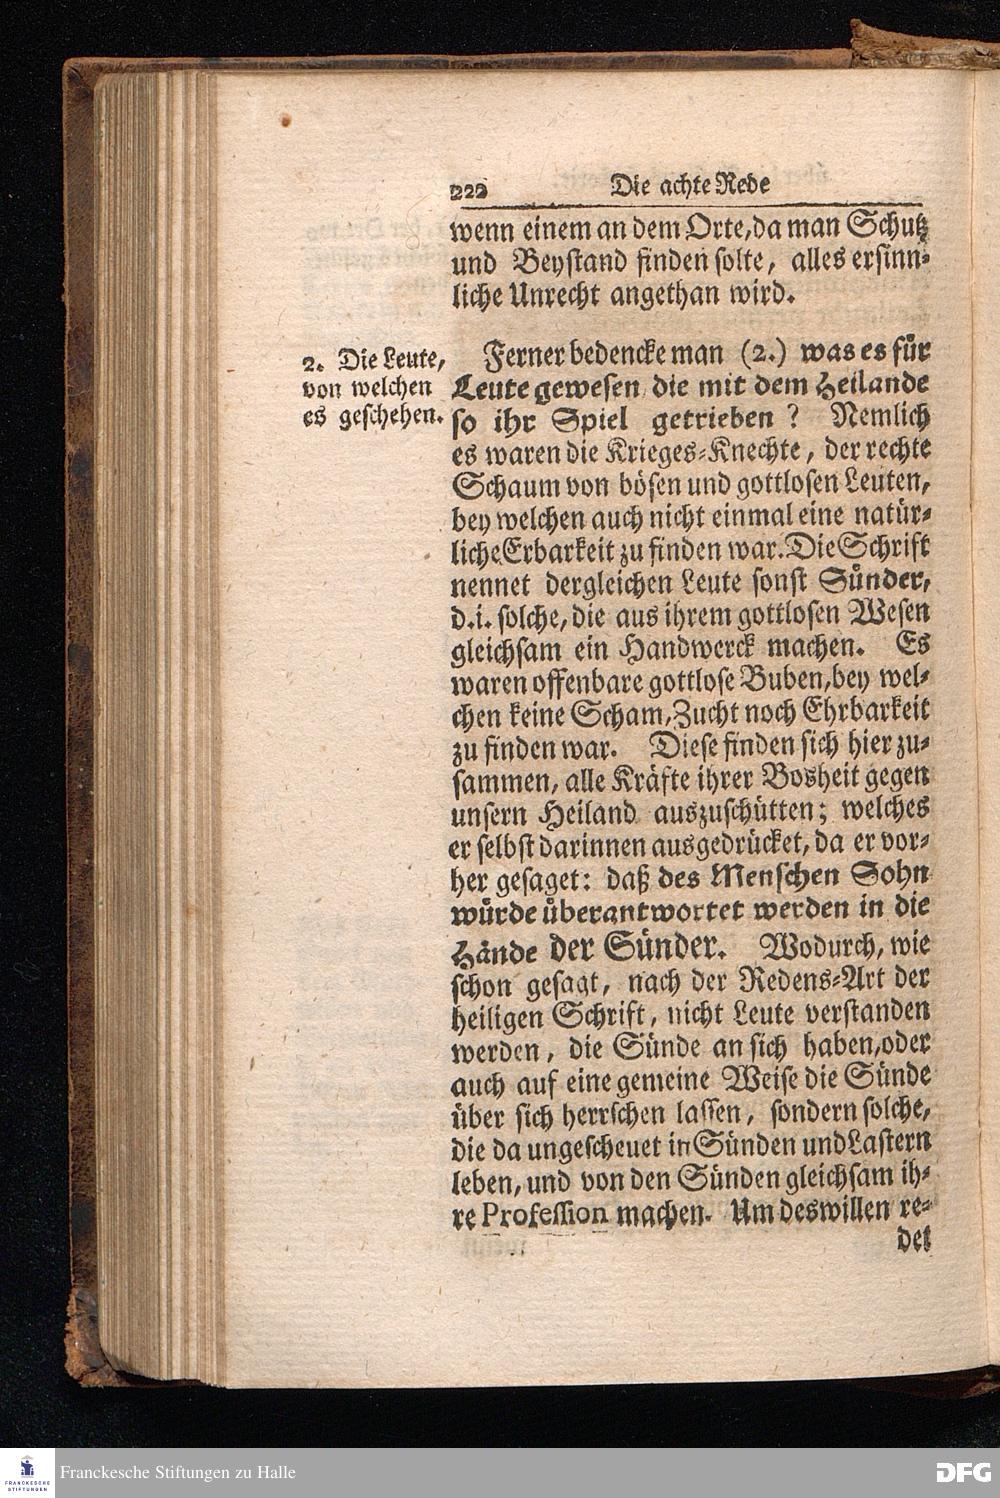 222
Die achte Rede
wenn einem an dem Orte, da man Schutz
und Beystand finden solte, alles ersinn-
liche Unrecht angethan wird.
2. Die Leute,
von welchen
es geschehen.
Ferner bedencke man (2.) was es für
Leute gewesen die mit dem Heilande
so ihr Spiel getrieben? Nemlich
es waren die Krieges-Knechte, der rechte
Schaum von bösen und gottlosen Leuten,
bey welchen auch nicht einmal eine natür-
liche Erbarkeit zu finden war. Die Schrift
nennet dergleichen Leute sonst Sünder,
d.i. solche, die aus ihrem gottlosen Wesen
gleichsam ein Handwerck machen. Es
waren offenbare gottlose Buben, bey wel-
chen keine Scham, Zucht noch Ehrbarkeit
zu finden war. Diese finden sich hier zu-
sammen, alle Kräfte ihrer Bosheit gegen
unsern Heiland auszuschütten; welches
er selbst darinnen ausgedrücket, da er vor-
her gesaget: daß des Menschen Sohn
würde überantwortet werden in die
Hände der Sünder. Wodurch, wie
schon gesagt, nach der Redens-Art der
heiligen Schrift, nicht Leute verstanden
werden, die Sünde an sich haben, oder
auch auf eine gemeine Weise die Sünde
über sich herrschen lassen, sondern solche,
die da ungescheuet in Sünden und Lastern
leben, und von den Sünden gleichsam ih-
re Profession machen. Um deswillen re-
det
FRANCKESCHE
STIFTUNGEN
Franckesche Stiftungen zu Halle
DFG